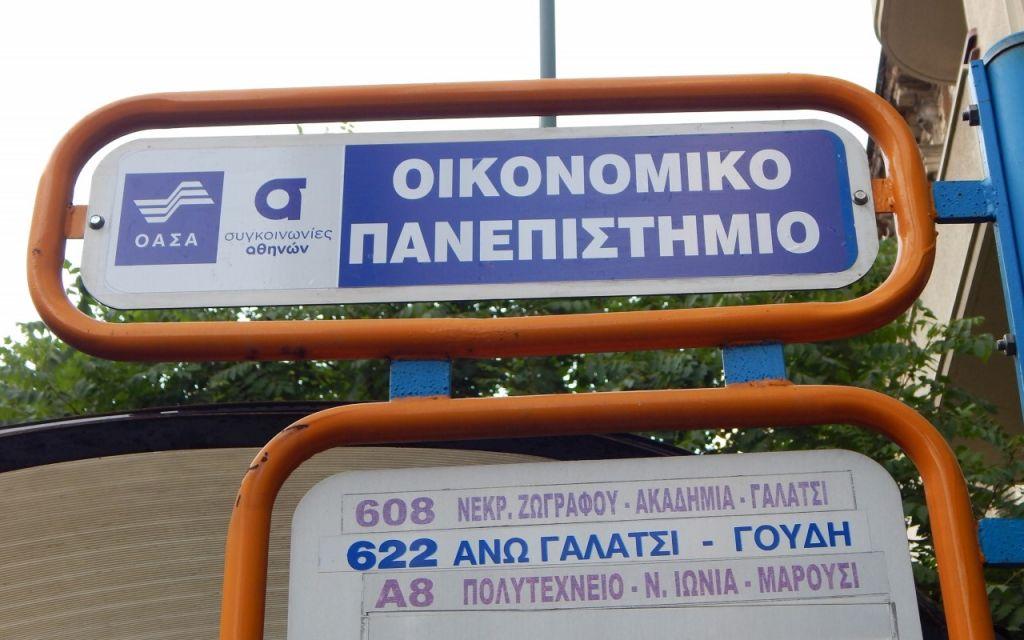 ΟΑΣΑ
συγκοινωνίες
αθηνών
ΟΙΚΟΝΟΜΙΚΟ
ΠΑΝΕΠΙΣΤΗΜΙΟ
608 ΝΕΚΡ. ΖΩΓΡΑΦΟΥ - ΑΚΑΔΗΜΙΑ - ΓΑΛΑΤΣΙ
622 ΑΝΩ ΓΑΛΑΤΣΙ - ΓΟΥΔΗ
Α8 ΠΟΛΥΤΕΧΝΕΙΟ - Ν. ΙΩΝΙΑ - ΜΑΡΟΥΣΙ